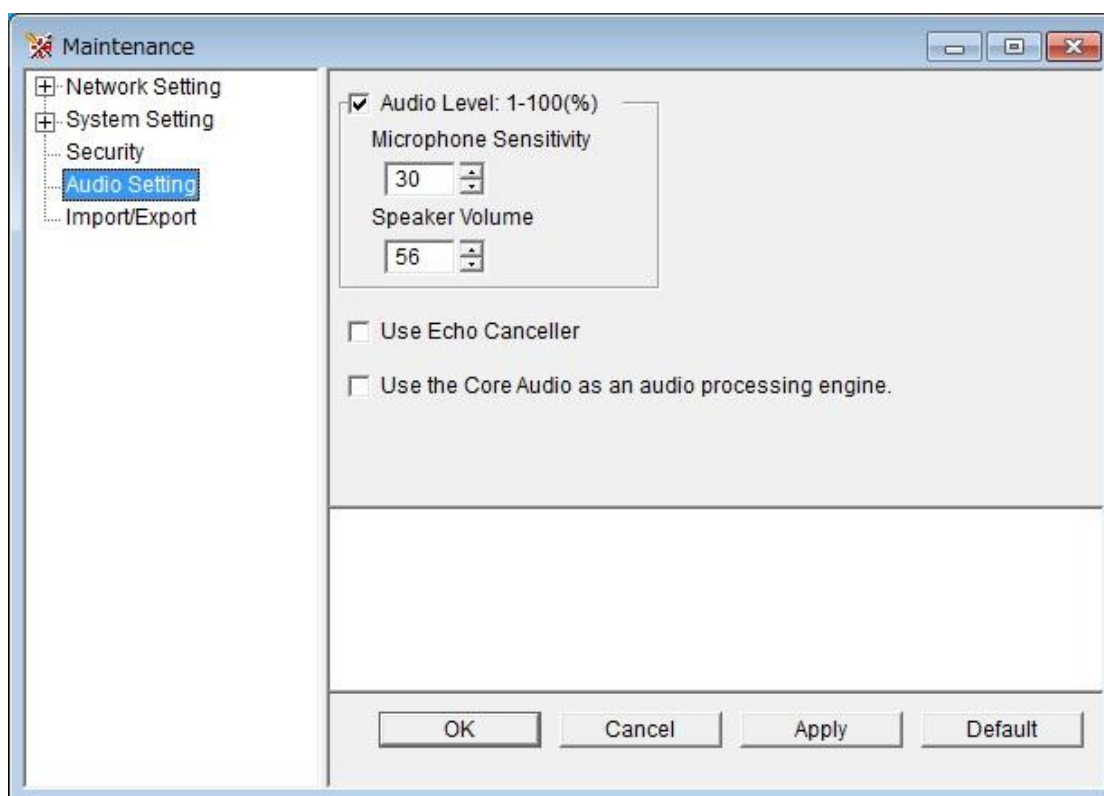 Maintenance
Network Setting
System Setting
Security
Audio Setting
Import/Export
Audio Level: 1-100(%)
Microphone Sensitivity
30
Speaker Volume
56
Use Echo Canceller
Use the Core Audio as an audio processing engine.
OK
Cancel
Apply
Default